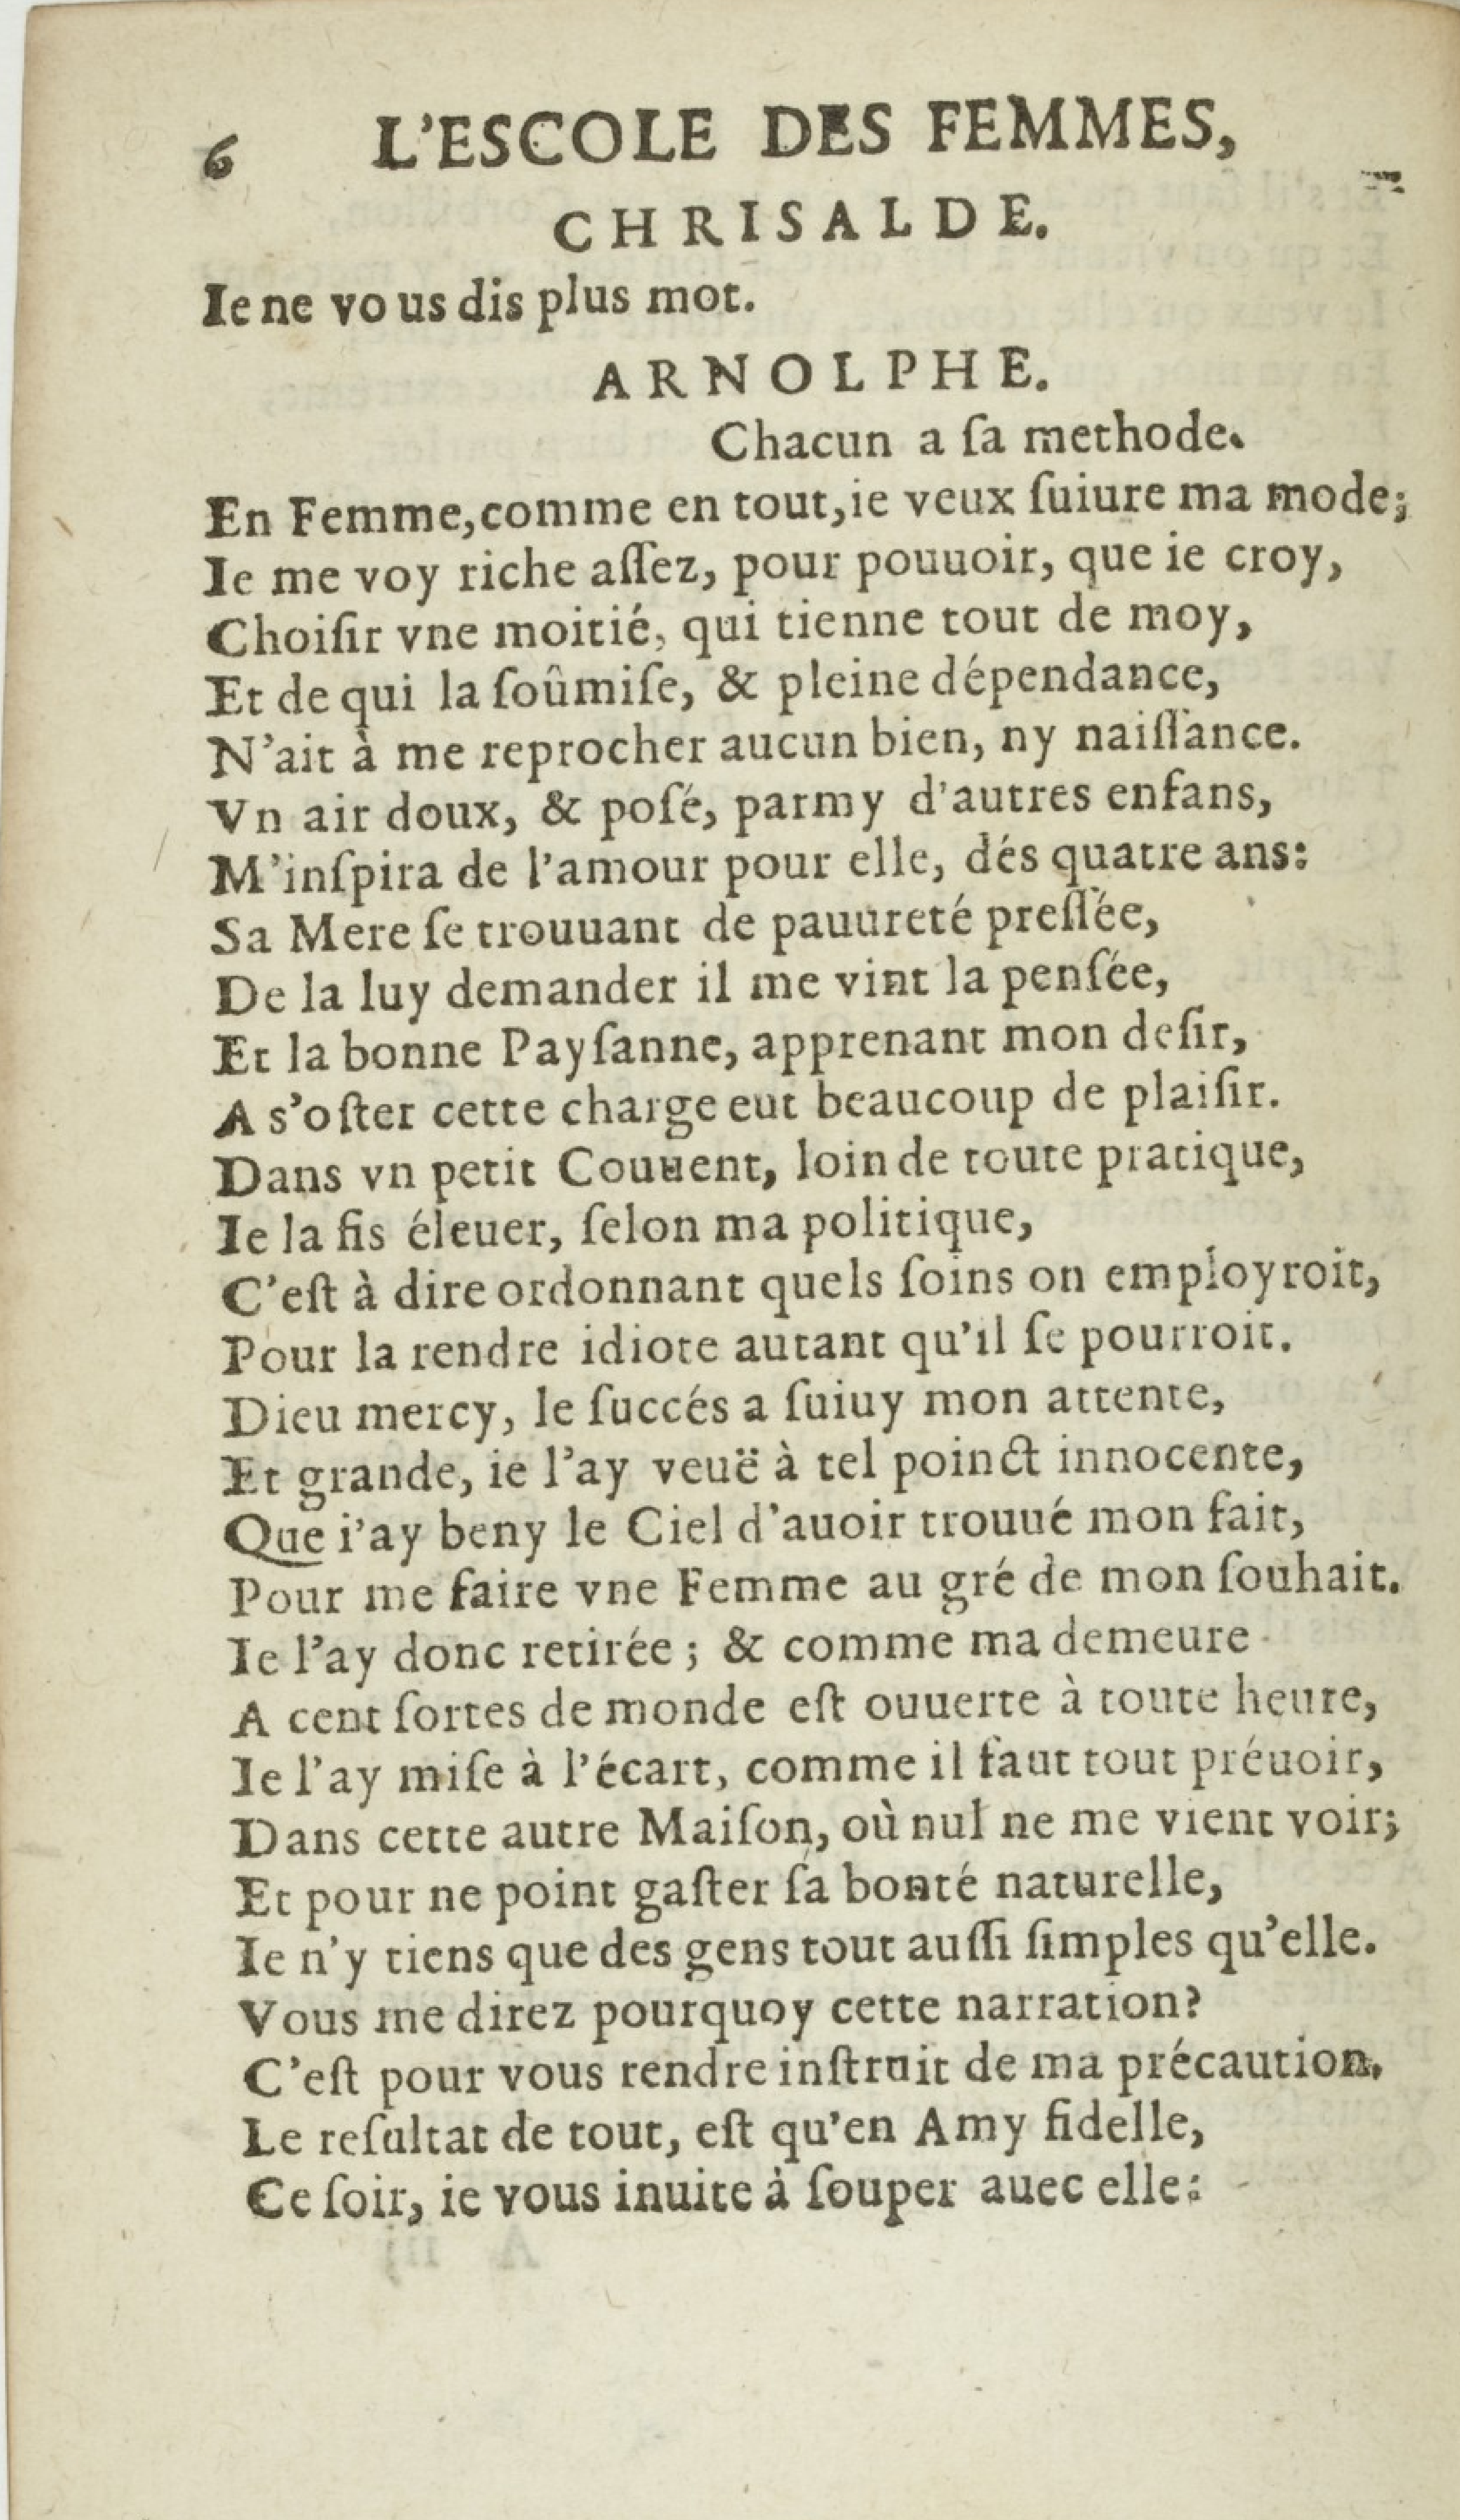 6 L'ESCOLE DES FEMMES,
CHRISALDE.
Ie ne vous dis plus mot.
ARNOLPHE.
Chacun a ſa methode.
En Femme, comme en tout, ie veux ſuiure ma mode;
Ie me voy riche aſſez, pour pouuoir, que ie croy,
Choiſir vne moitié, qui tienne tout de moy,
Et de qui la ſoûmiſe, & pleine dépendance,
N'ait à me reprocher aucun bien, ny naiſſance.
Vn air doux, & poſé, parmy d'autres enfans,
M'inſpira de l'amour pour elle, dés quatre ans:
Sa Mere ſe trouuant de pauureté preſſée,
De la luy demander il me vint la penſée,
Et la bonne Payſanne, apprenant mon deſir,
A s'oſter cette charge eut beaucoup de plaiſir.
Dans vn petit Couuent, loin de toute pratique,
Ie la fis éleuer, ſelon ma politique,
C'eſt à dire ordonnant quels ſoins on employroit,
Pour la rendre idiote autant qu'il ſe pourroit.
Dieu mercy, le ſuccés a ſuiuy mon attente,
Et grande, ie l'ay veuë à tel poinct innocente,
Que i'ay beny le Ciel d'auoir trouué mon fait,
Pour me faire vne Femme au gré de mon ſouhait.
Ie l'ay donc retirée ; & comme ma demeure
A cent ſortes de monde eſt ouuerte à toute heure,
Ie l'ay miſe à l'écart, comme il faut tout préuoir,
Dans cette autre Maiſon, où nul ne me vient voir;
Et pour ne point gaſter ſa bonté naturelle,
Ie n'y tiens que des gens tout auſſi ſimples qu'elle.
Vous me direz pourquoy cette narration?
C'eſt pour vous rendre inſtruit de ma précaution.
Le reſultat de tout, eſt qu'en Amy fidelle,
Ce ſoir, ie vous inuite à ſouper auec elle: